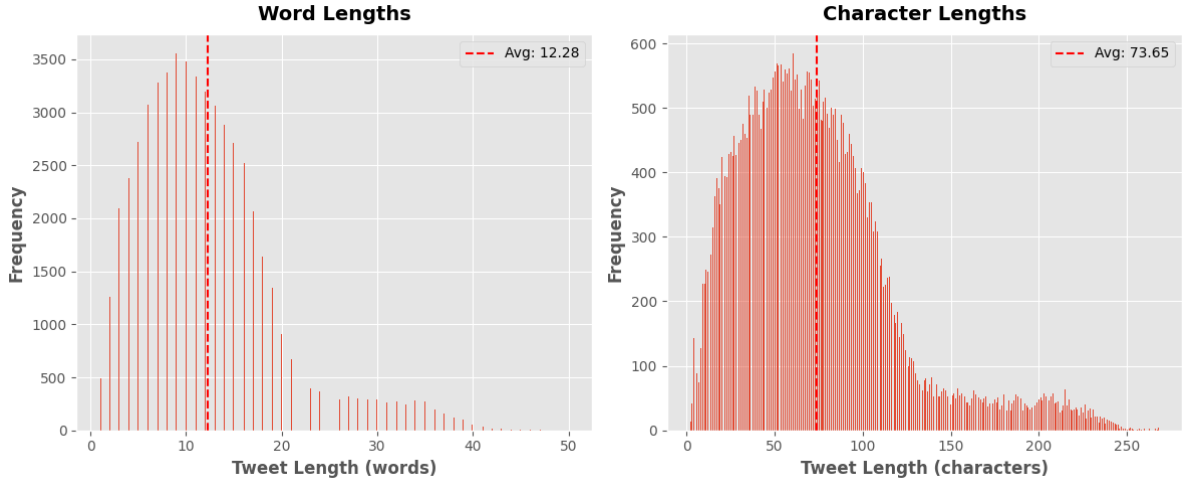 Word Lengths
Avg: 12.28
3500
3000
2500
2000
1500
1000
500
0
Frequency
0 10 20 30 40 50
Tweet Length (words)
Character Lengths
Avg: 73.65
600
500
400
300
200
100
0
Frequency
0 50 100 150 200 250
Tweet Length (characters)